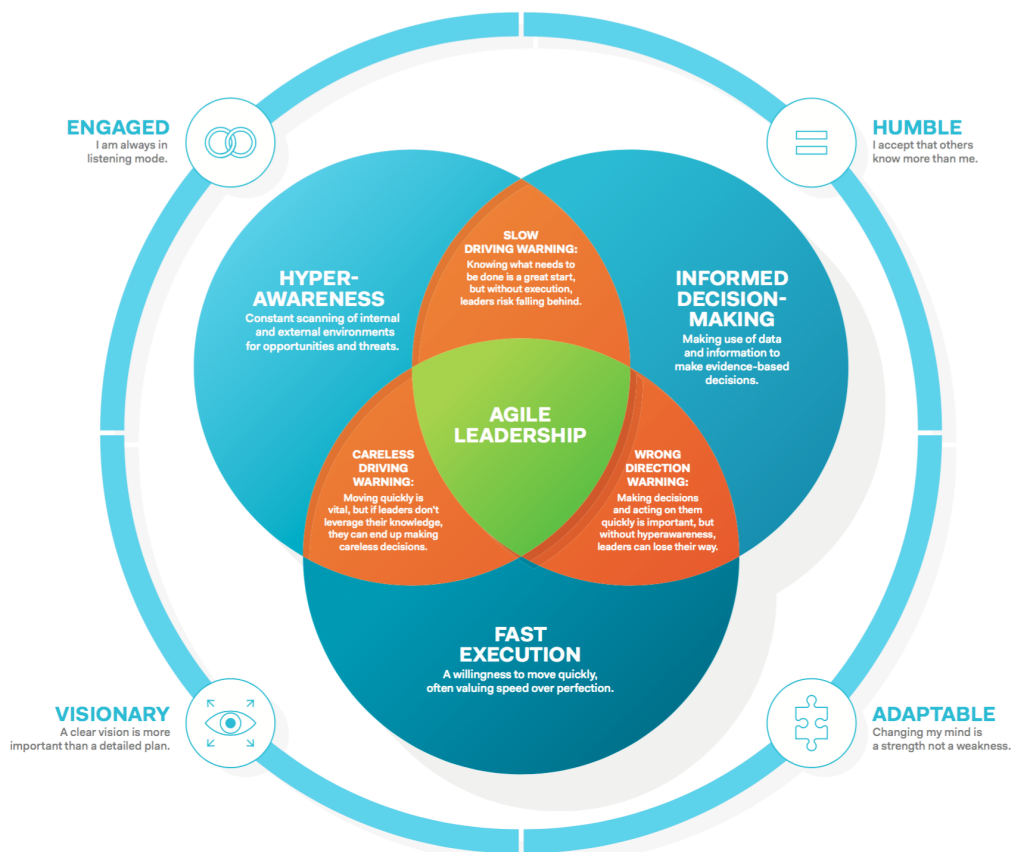 ENGAGED
I am always in
listening mode.
HUMBLE
I accept that others
know more than me.
SLOW
DRIVING WARNING:
Knowing what needs to
be done is a great start,
but without execution,
leaders risk falling behind.
HYPER-
AWARENESS
Constant scanning of internal
and external environments
for opportunities and threats.
INFORMED
DECISION-
MAKING
Making use of data
and information to
make evidence-based
decisions.
AGILE
LEADERSHIP
CARELESS
DRIVING
WARNING:
Moving quickly is
vital, but if leaders don't
leverage their knowledge,
they can end up making
careless decisions.
WRONG
DIRECTION
WARNING:
Making decisions
and acting on them
quickly is important, but
without hyperawareness,
leaders can lose their way.
FAST
EXECUTION
A willingness to move quickly,
often valuing speed over perfection.
VISIONARY
A clear vision is more
important than a detailed plan.
ADAPTABLE
Changing my mind is
a strength not a weakness.